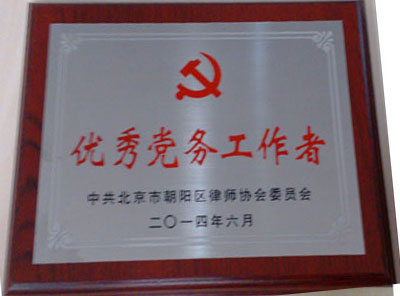 优秀党务工作者
中共北京市朝阳区律师协会委员会
二〇一四年六月